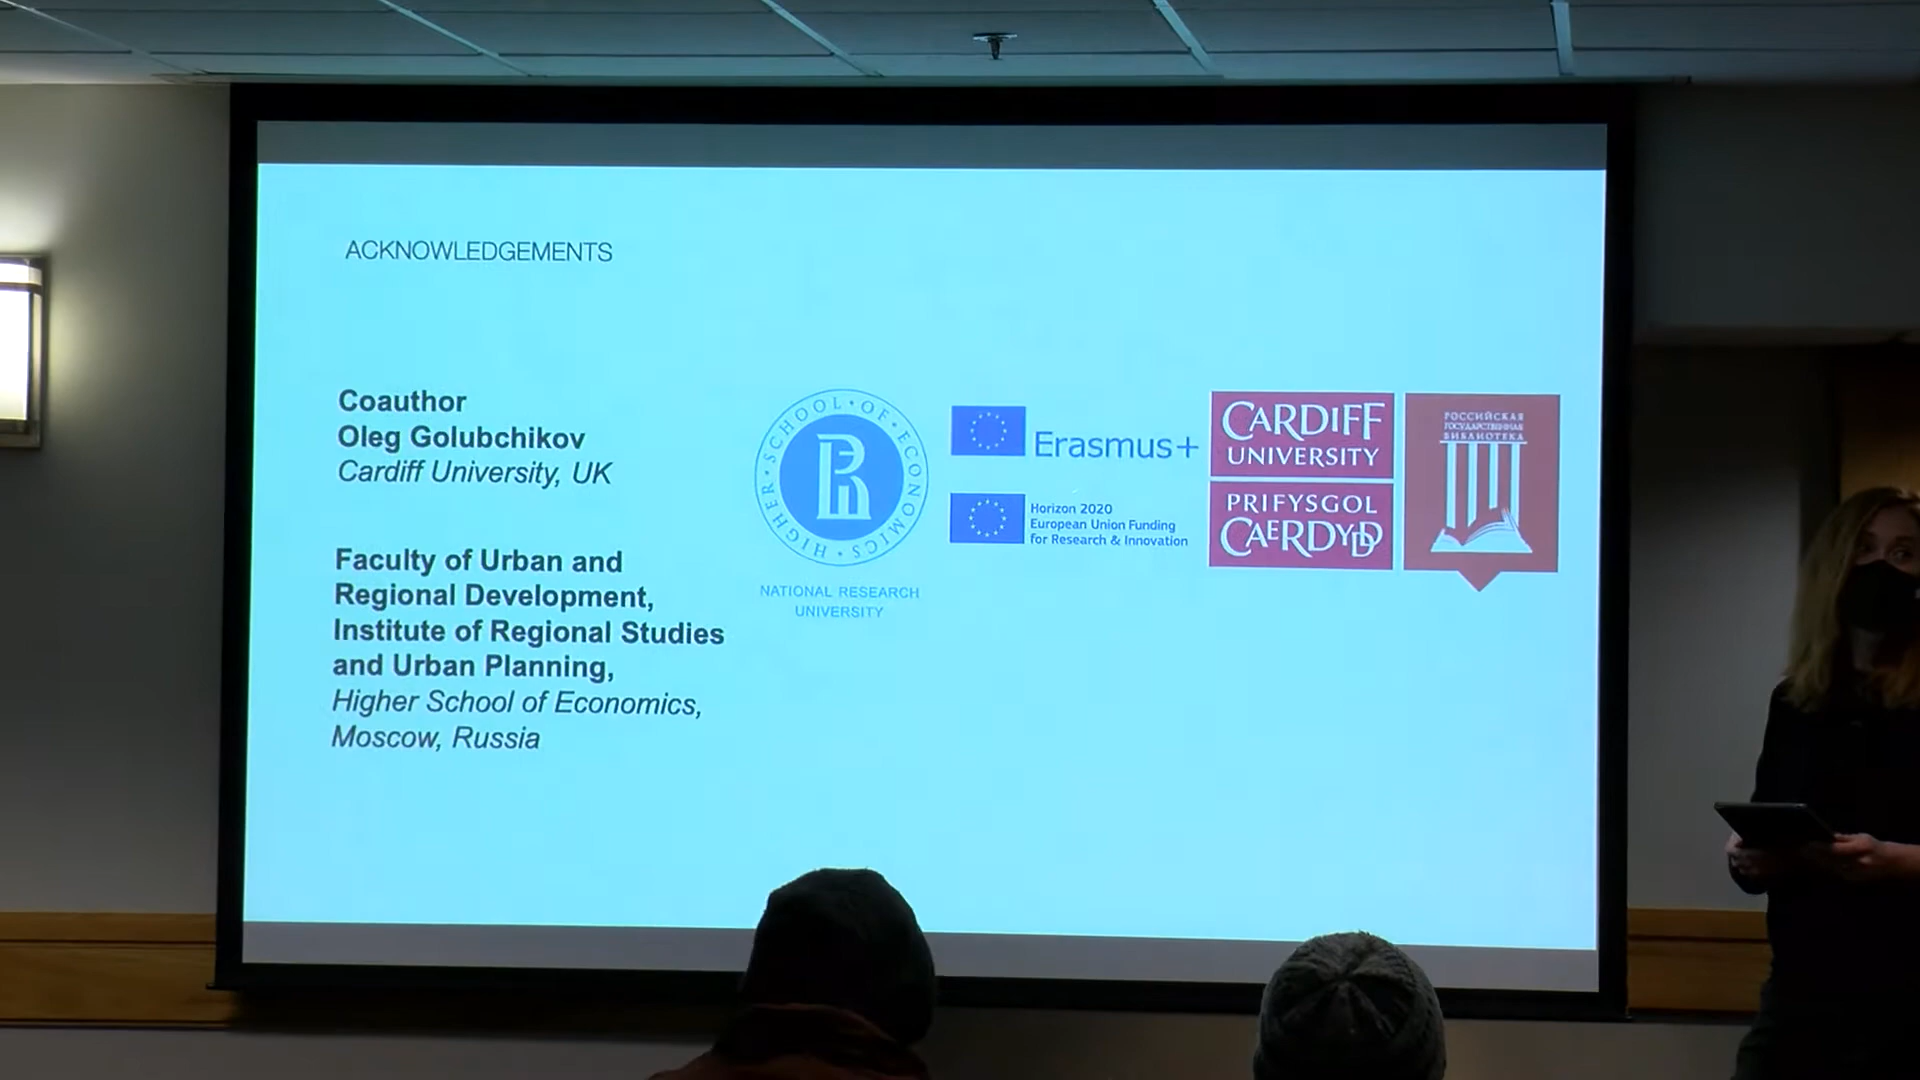 ACKNOWLEDGEMENTS
Coauthor
Oleg Golubchikov
Cardiff University, UK
Faculty of Urban and
Regional Development,
Institute of Regional Studies
and Urban Planning,
Higher School of Economics,
Moscow, Russia
HIGHER • SCHOOL • OF • ECONOMICS •
NATIONAL RESEARCH
UNIVERSITY
Erasmus+
Horizon 2020
European Union Funding
for Research & Innovation
CARDIFF
UNIVERSITY
PRIFYSGOL
CAERDYDD
РОССИЙСКАЯ
ГОСУДАРСТВЕННАЯ
БИБЛИОТЕКА